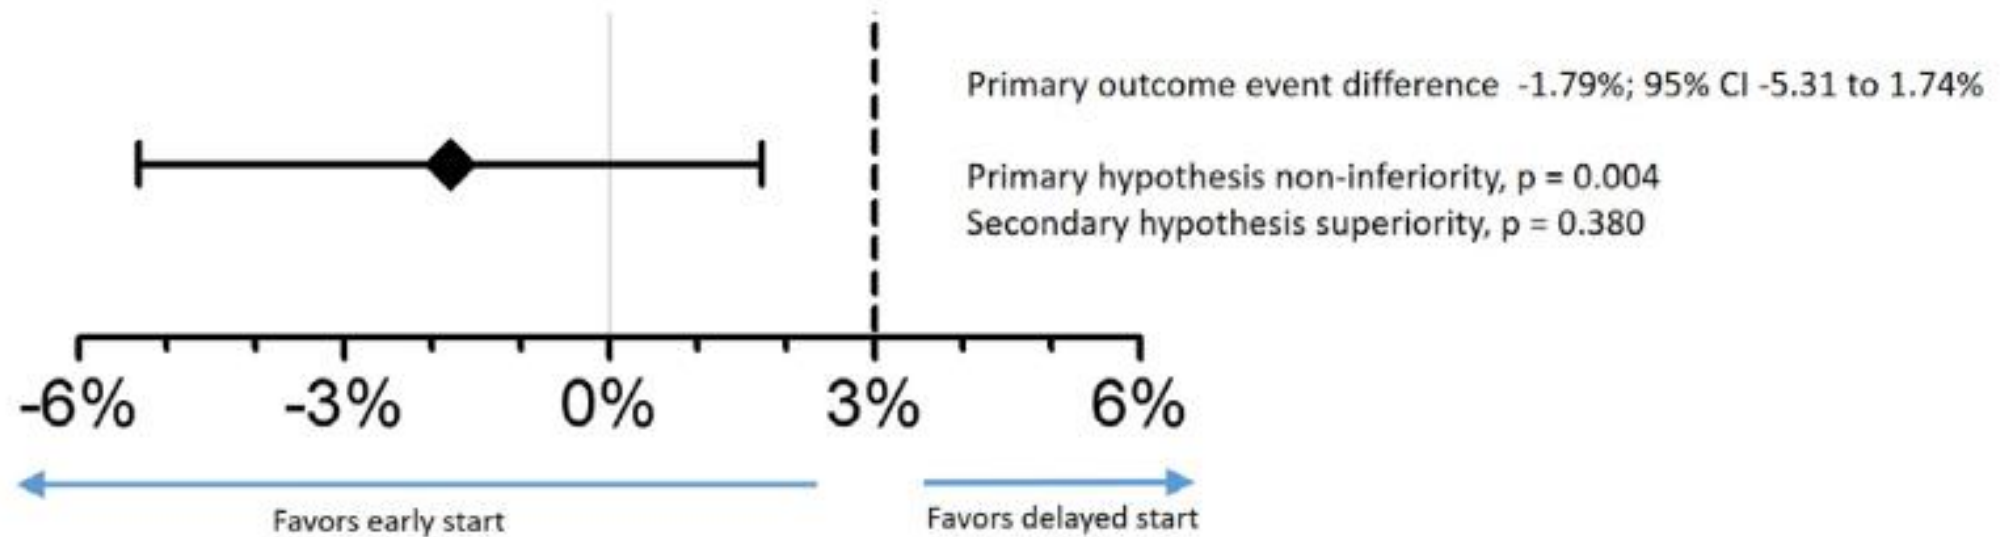 Primary outcome event difference -1.79%; 95% CI -5.31 to 1.74%
Primary hypothesis non-inferiority, p = 0.004
Secondary hypothesis superiority, p = 0.380
-6% -3% 0% 3% 6%
Favors early start Favors delayed start